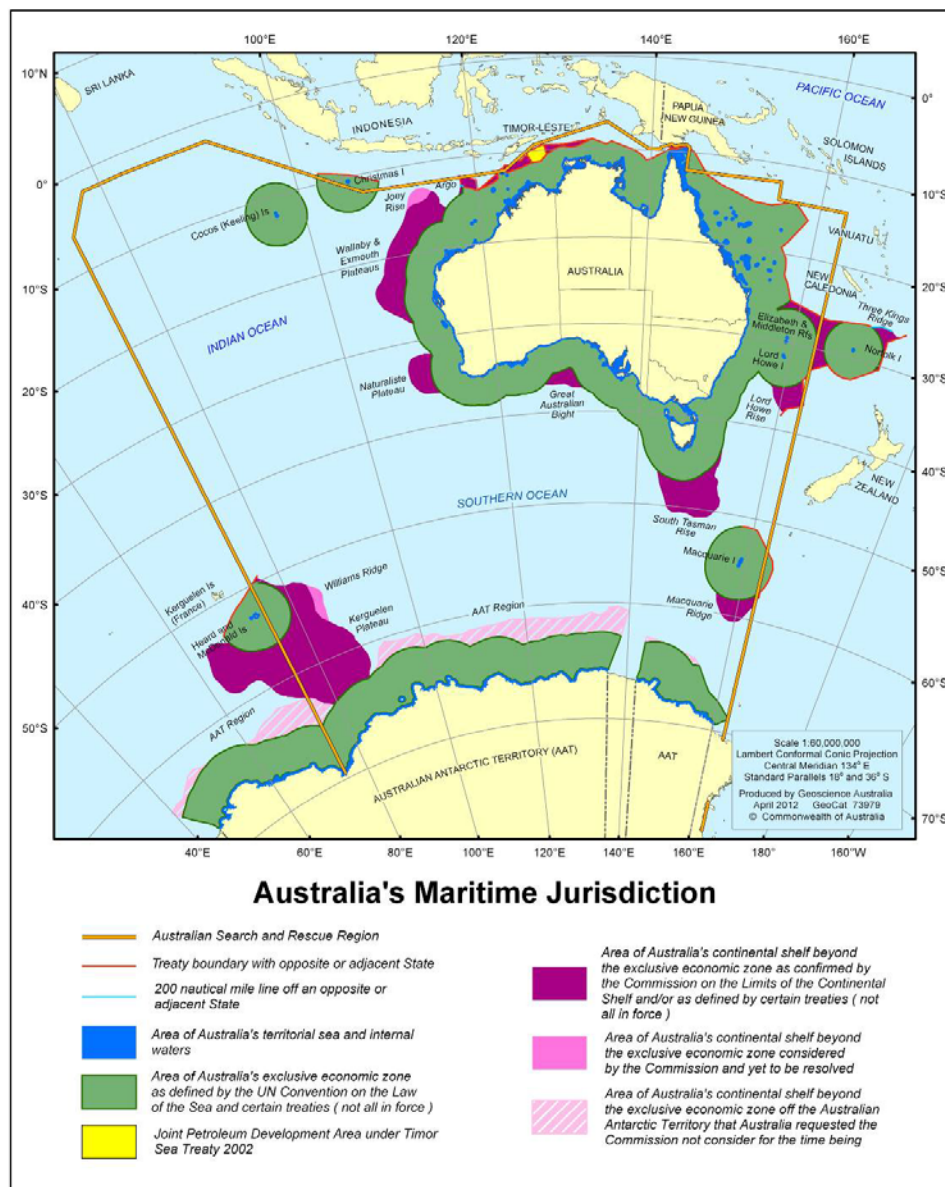 100°E
120°E
140°E
160°E
10°N
SRI LANKA
PACIFIC OCEAN
0°
PAPUA
NEW GUINEA
INDONESIA
TIMOR-LESTE
SOLOMON
ISLANDS
0°
Christmas I
Argo
10°S
Joey
Rise
Cocos (Keeling) Is
VANUATU
Wallaby &
Exmouth
Plateaus
AUSTRALIA
20°S
NEW
CALEDONIA
10°S
Three Kings
Ridge
Elizabeth &
Middleton Rfs
INDIAN OCEAN
Norfolk I
30°S
Lord
Howe I
20°S
Naturaliste
Plateau
Great
Australian
Bight
Lord
Howe
Rise
40°S
NEW
ZEALAND
30°S
SOUTHERN OCEAN
South Tasman
Rise
50°S
Macquarie I
Williams Ridge
Kerguelen Is
(France)
40°S
Macquarie
Ridge
AAT Region
Kerguelen
Plateau
Heard and
McDonald Is
60°S
50°S
AAT Region
AUSTRALIAN ANTARCTIC TERRITORY (AAT)
AAT
Scale 1:60,000,000
Lambert Conformal Conic Projection
Central Meridian 134° E
Standard Parallels 18° and 36° S
Produced by Geoscience Australia
April 2012 GeoCat 73979
© Commonwealth of Australia
70°S
40°E
60°E
80°E
100°E
120°E
140°E
160°E
180°
160°W
Australia's Maritime Jurisdiction
Australian Search and Rescue Region
Treaty boundary with opposite or adjacent State
200 nautical mile line off an opposite or
adjacent State
Area of Australia's territorial sea and internal
waters
Area of Australia's exclusive economic zone
as defined by the UN Convention on the Law
of the Sea and certain treaties ( not all in force )
Joint Petroleum Development Area under Timor
Sea Treaty 2002
Area of Australia's continental shelf beyond
the exclusive economic zone as confirmed by
the Commission on the Limits of the Continental
Shelf and/or as defined by certain treaties ( not
all in force )
Area of Australia's continental shelf beyond
the exclusive economic zone considered
by the Commission and yet to be resolved
Area of Australia's continental shelf beyond
the exclusive economic zone off the Australian
Antarctic Territory that Australia requested the
Commission not consider for the time being